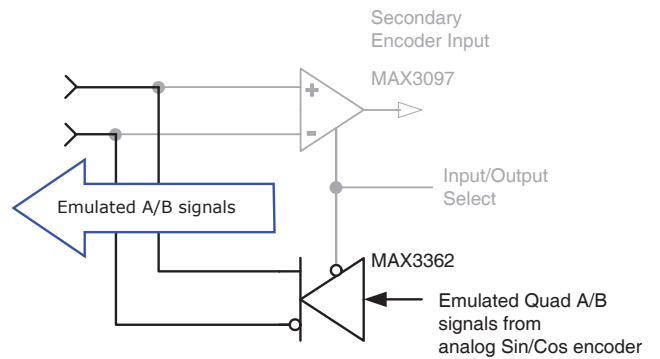 Secondary
Encoder Input
MAX3097
+
-
Input/Output
Select
Emulated A/B signals
MAX3362
Emulated Quad A/B
signals from
analog Sin/Cos encoder